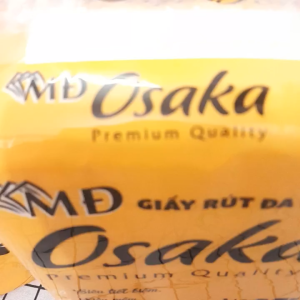 MĐ Osaka
Premium Quality
MĐ GIẤY RÚT ĐA
Osaka
Premium Quality